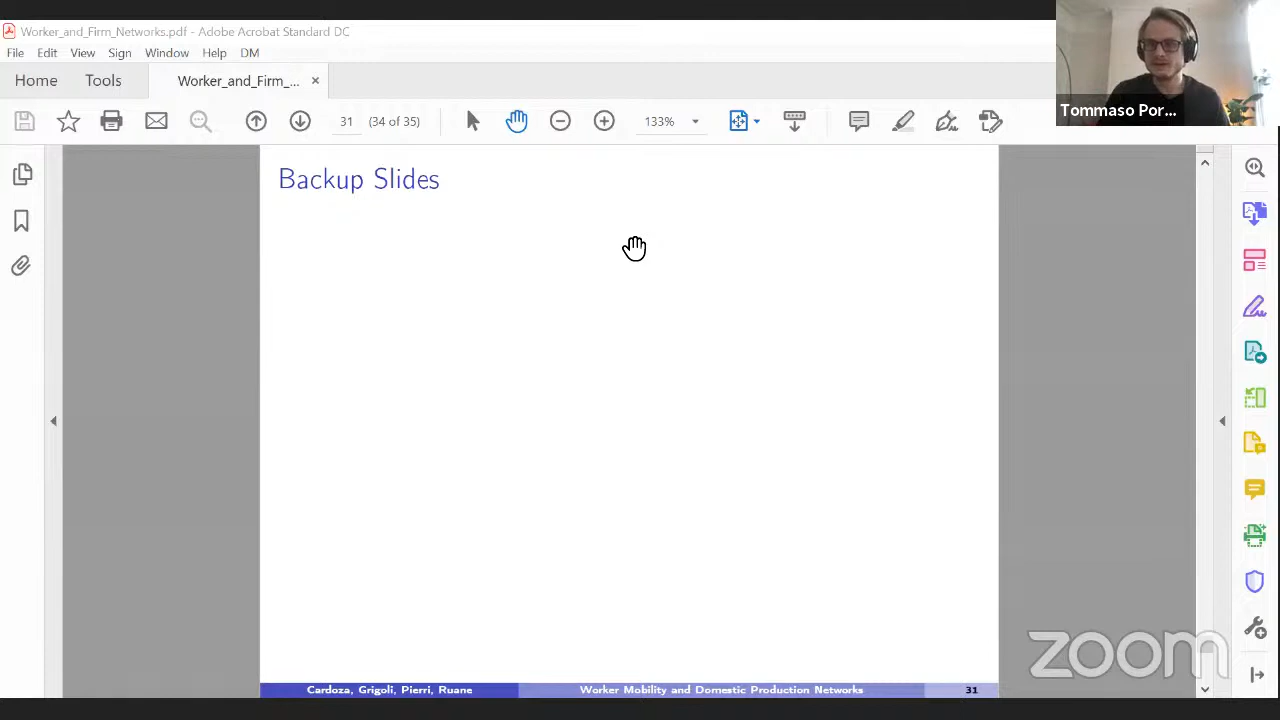 Worker_and_Firm_Networks.pdf - Adobe Acrobat Standard DC
File Edit View Sign Window Help DM
Home Tools Worker_and_Firm_... ×
31 (34 of 35) 133%
Tommaso Por...
Backup Slides
Cardoza, Grigoli, Pierri, Ruane Worker Mobility and Domestic Production Networks 31
zoom